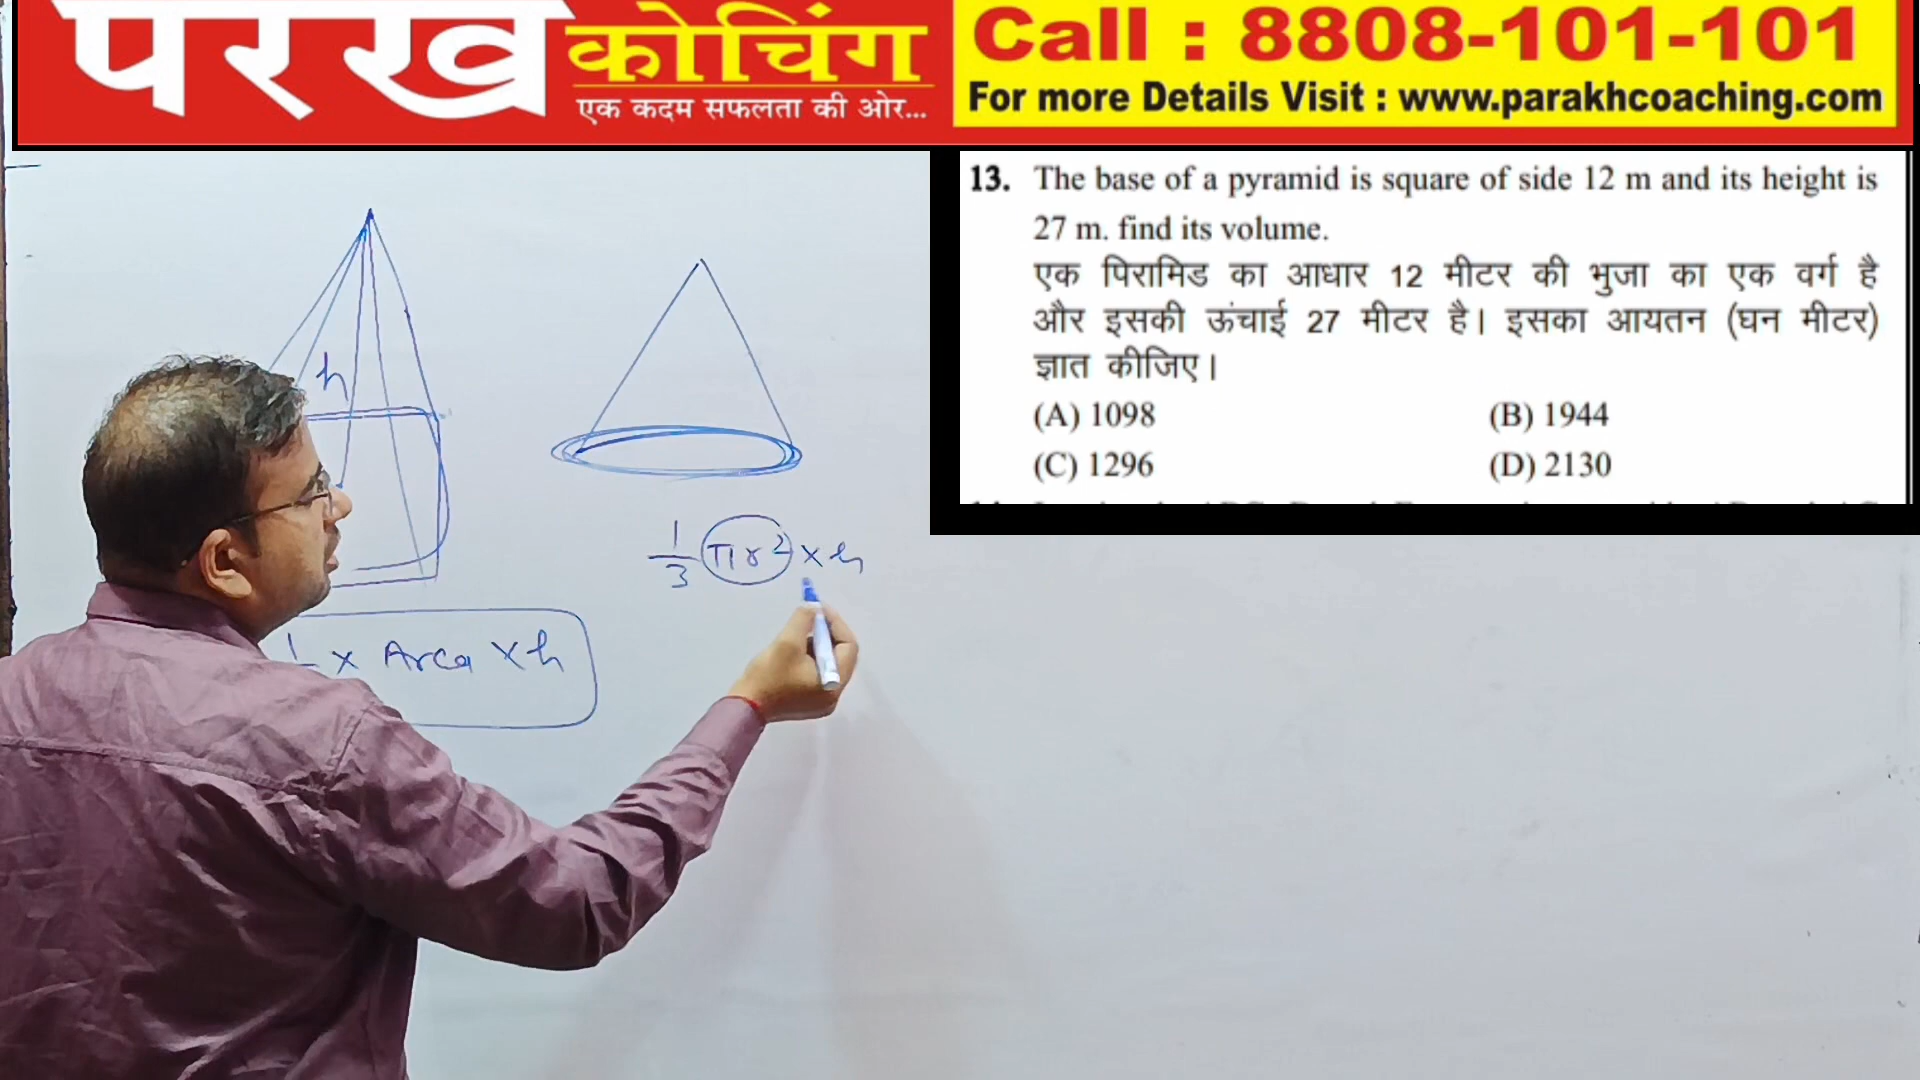 परख कोचिंग
एक कदम सफलता की ओर...
Call : 8808-101-101
For more Details Visit : www.parakhcoaching.com
13. The base of a pyramid is square of side 12 m and its height is
27 m. find its volume.
एक पिरामिड का आधार 12 मीटर की भुजा का एक वर्ग है
और इसकी ऊंचाई 27 मीटर है। इसका आयतन (घन मीटर)
ज्ञात कीजिए।
(A) 1098 (B) 1944
(C) 1296 (D) 2130
h
1/3 πr² × h
× Area × h